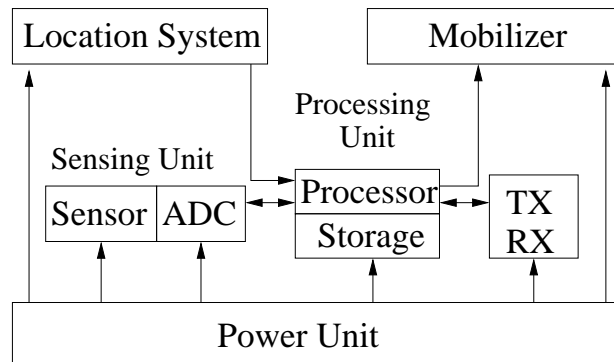 Location System
Mobilizer
Processing
Unit
Sensing Unit
Sensor
ADC
Processor
Storage
TX
RX
Power Unit